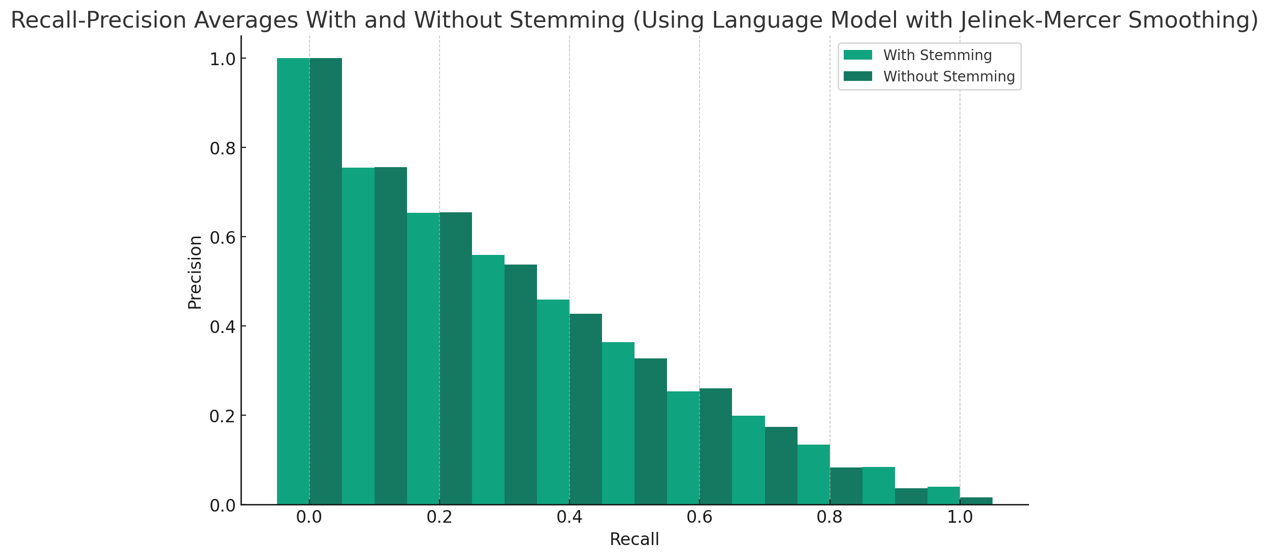 Recall-Precision Averages With and Without Stemming (Using Language Model with Jelinek-Mercer Smoothing)
With Stemming
Without Stemming
1.0
0.8
0.6
0.4
0.2
0.0
Precision
0.0 0.2 0.4 0.6 0.8 1.0
Recall